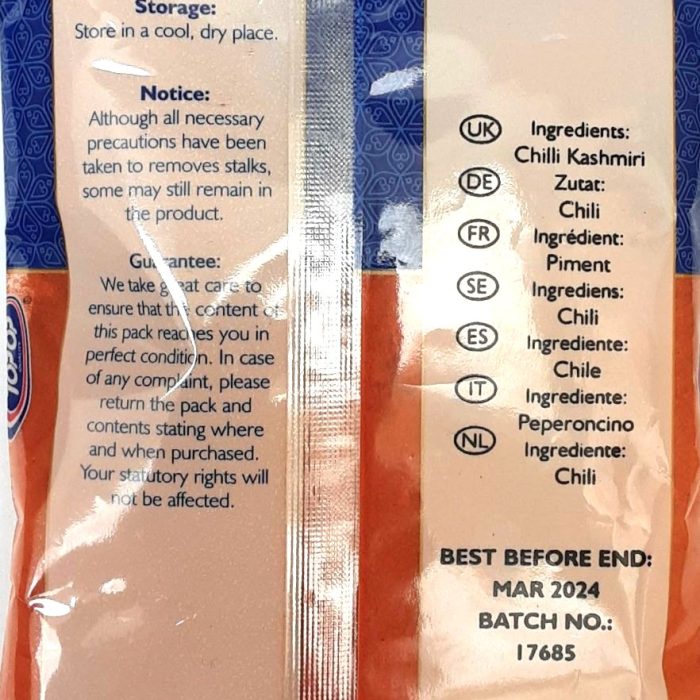 Storage:
Store in a cool, dry place.
Notice:
Although all necessary
precautions have been
taken to removes stalks,
some may still remain in
the product.
Guarantee:
We take great care to
ensure that the content of
this pack reaches you in
perfect condition. In case
of any complaint, please
return the pack and
contents stating where
and when purchased.
Your statutory rights will
not be affected.
TOPOP
UK Ingredients:
Chilli Kashmiri
DE Zutat:
Chili
FR Ingrédient:
Piment
SE Ingrediens:
Chili
ES Ingrediente:
Chile
IT Ingrediente:
Peperoncino
NL Ingrediente:
Chili
BEST BEFORE END:
MAR 2024
BATCH NO.:
17685